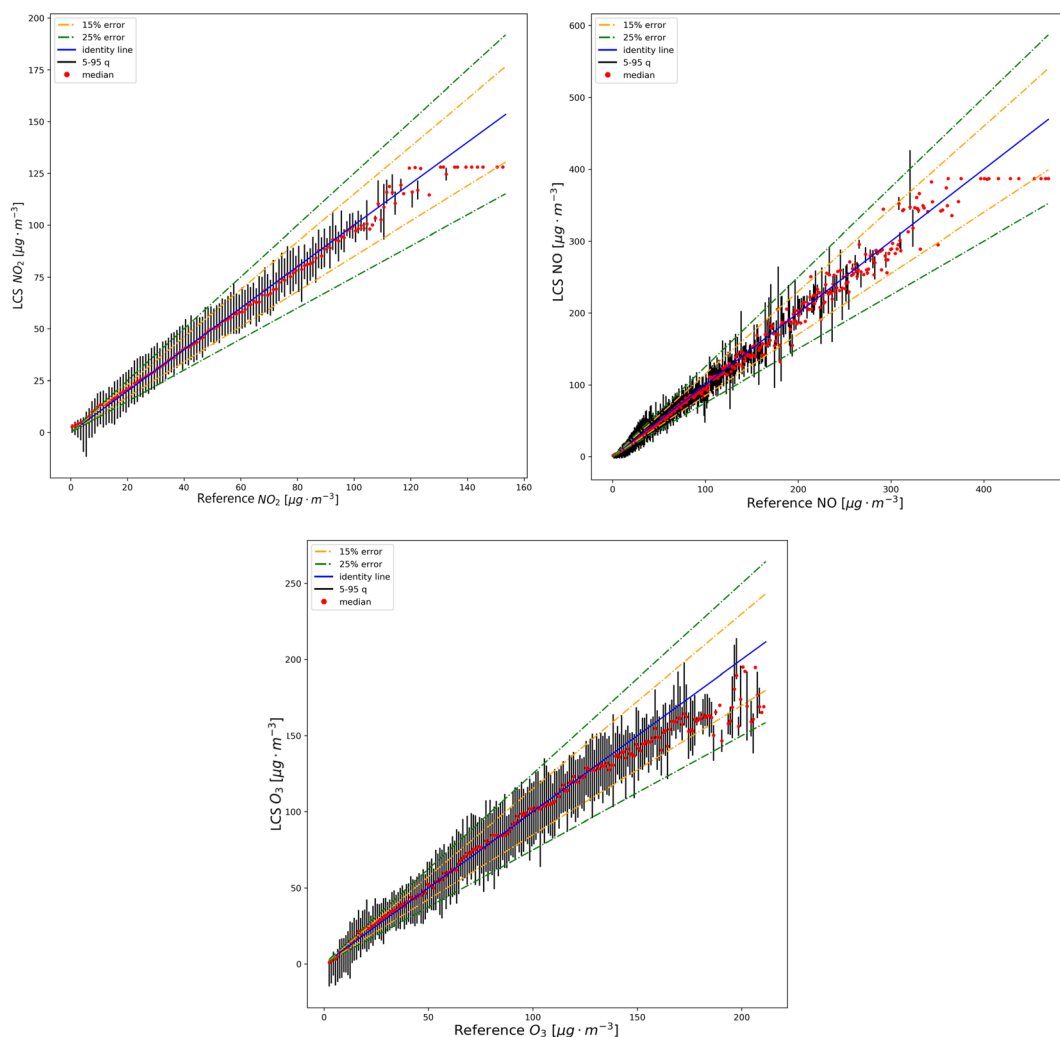 15% error
25% error
identity line
5-95 q
median
200
175
150
125
100
75
50
25
0
LCS NO₂ [μg · m⁻³]
0 20 40 60 80 100 120 140 160
Reference NO₂ [μg · m⁻³]
15% error
25% error
identity line
5-95 q
median
600
500
400
300
200
100
0
LCS NO [μg · m⁻³]
0 100 200 300 400
Reference NO [μg · m⁻³]
15% error
25% error
identity line
5-95 q
median
250
200
150
100
50
0
LCS O₃ [μg · m⁻³]
0 50 100 150 200
Reference O₃ [μg · m⁻³]